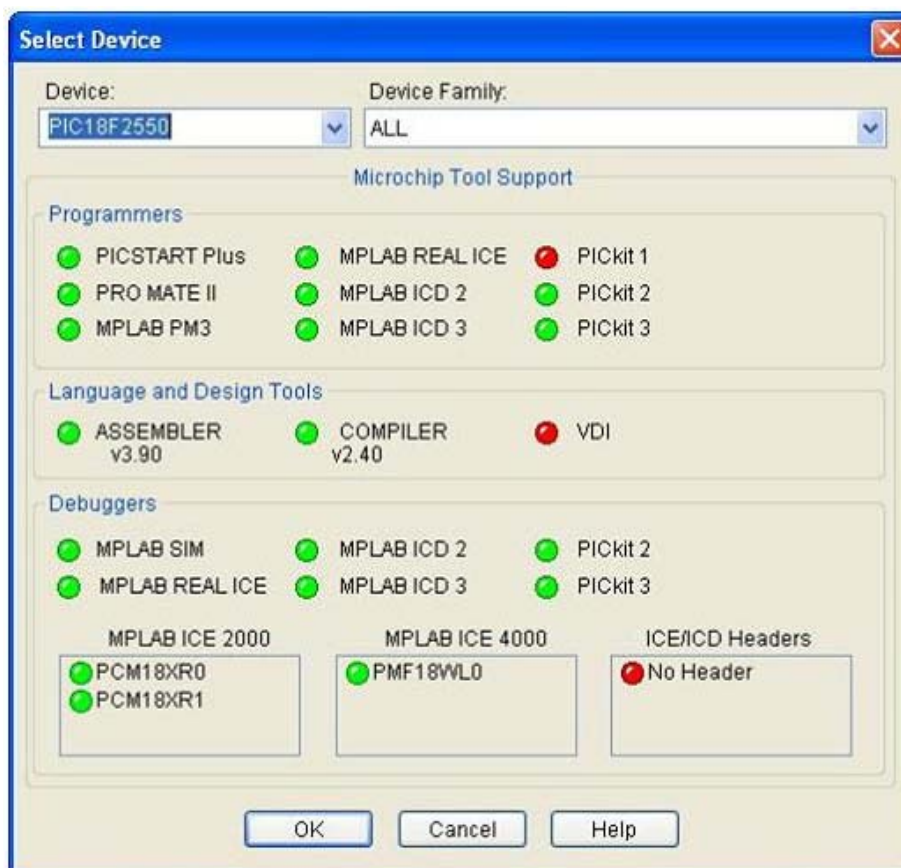 Select Device
Device: Device Family:
PIC18F2550 ALL
Microchip Tool Support
Programmers
PICSTART Plus MPLAB REAL ICE PICkit 1
PRO MATE II MPLAB ICD 2 PICkit 2
MPLAB PM3 MPLAB ICD 3 PICkit 3
Language and Design Tools
ASSEMBLER COMPILER VDI
v3.90 v2.40
Debuggers
MPLAB SIM MPLAB ICD 2 PICkit 2
MPLAB REAL ICE MPLAB ICD 3 PICkit 3
MPLAB ICE 2000 MPLAB ICE 4000 ICE/ICD Headers
PCM18XR0 PMF18WL0 No Header
PCM18XR1
OK Cancel Help